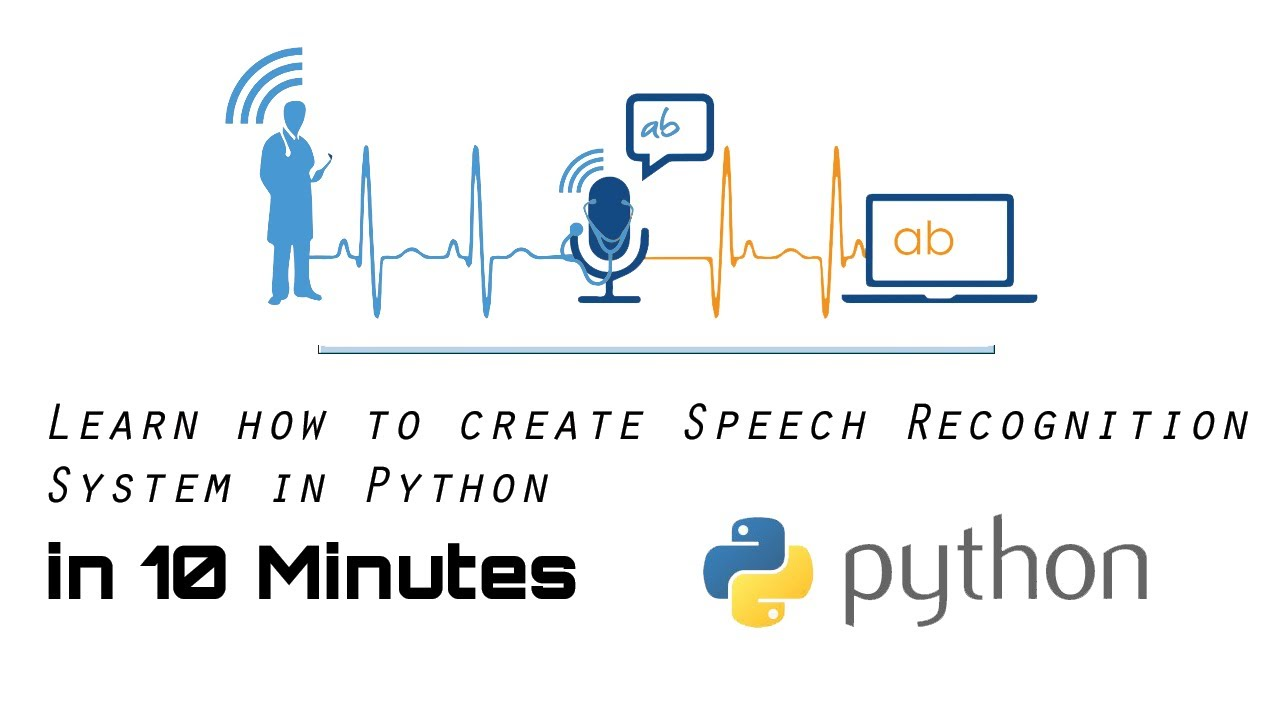 ab
ab
Learn how to create Speech Recognition
System in Python
in 10 Minutes
python